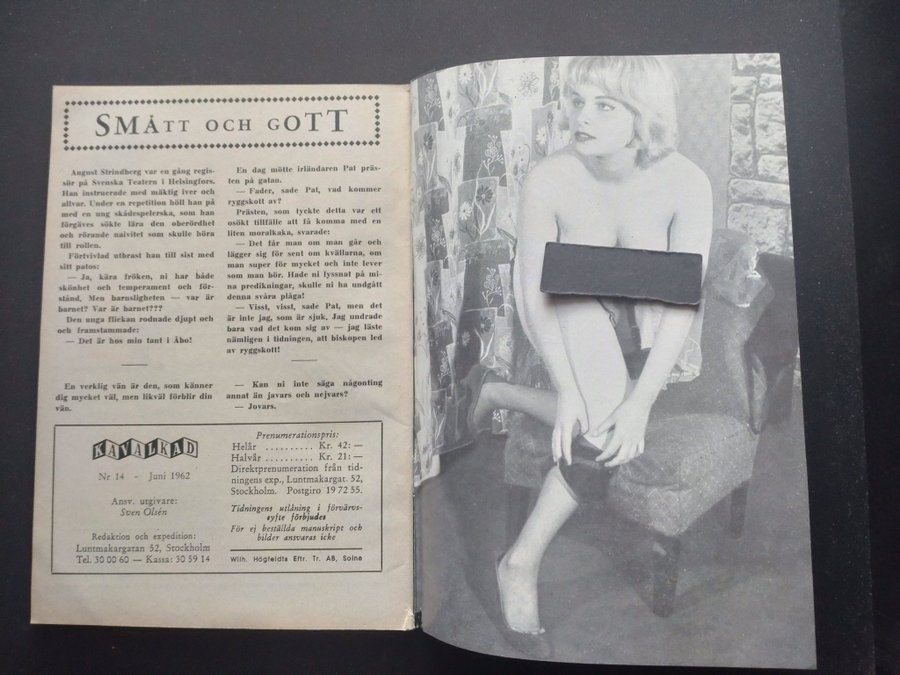 SMÅTT OCH GOTT
August Strindberg var en gång regis-
sör på Svenska Teatern i Helsingfors.
Han instruerade med mäktig iver och
allvar. Under en repetition höll han på
med en ung skådespelerska, som han
förgäves sökte lära den oberördhet
och rörande naivitet som skulle höra
till rollen.
Förtvivlad utbrast han till sist med
sitt patos:
— Ja, kära fröken, ni har både
skönhet och temperament och för-
stånd. Men barnsligheten — var är
barnet? Var är barnet???
Den unga flickan rodnade djupt och
och framstammade:
— Det är hos min tant i Åbo!
En verklig vän är den, som känner
dig mycket väl, men likväl förblir din
vän.
En dag mötte irländaren Pat präs-
ten på gatan.
— Fader, sade Pat, vad kommer
ryggskott av?
Prästen, som tyckte detta var ett
osökt tillfälle att få komma med en
liten moralkaka, svarade:
— Det får man om man går och
lägger sig för sent om kvällarna, om
man super för mycket och inte lever
som man bör. Hade ni lyssnat på mi-
na predikningar, skulle ni ha undgått
denna svåra plåga!
— Visst, visst, sade Pat, men det
är inte jag, som är sjuk. Jag undrade
bara vad det kom sig av — jag läste
nämligen i tidningen, att biskopen led
av ryggskott!
— Kan ni inte säga någonting
annat än javars och nejvars?
— Jovars.
KAVALKAD
Nr 14 - Juni 1962
Ansv. utgivare:
Sven Olsén
Redaktion och expedition:
Luntmakargatan 52, Stockholm
Tel. 30 00 60 — Kassa: 30 59 14
Prenumerationspris:
Helår .......... Kr. 42: —
Halvår .......... Kr. 21: —
Direktprenumeration från tid-
ningens exp., Luntmakargat. 52,
Stockholm. Postgiro 19 72 55.
Tidningens utlåning i förvärvs-
syfte förbjudes
För ej beställda manuskript och
bilder ansvaras icke
Wilh. Högfeldts Eftr. Tr. AB, Solna